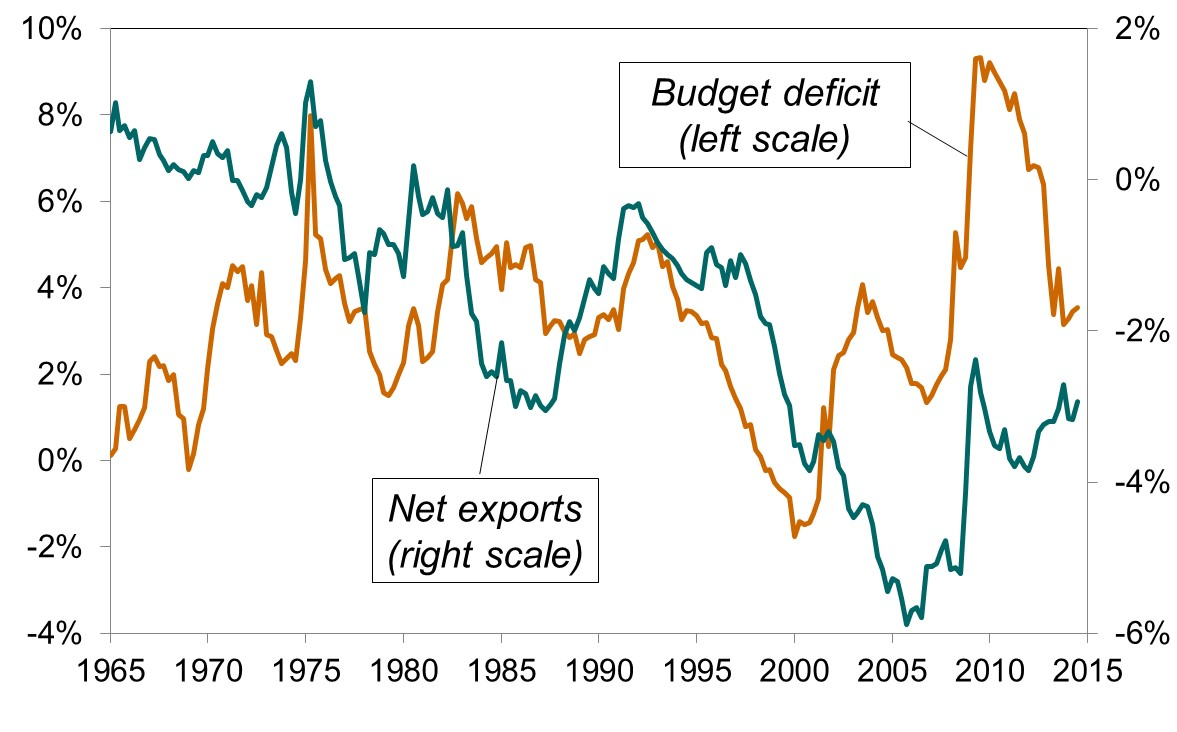 10%
8%
6%
4%
2%
0%
-2%
-4%
2%
0%
-2%
-4%
-6%
Budget deficit
(left scale)
Net exports
(right scale)
1965 1970 1975 1980 1985 1990 1995 2000 2005 2010 2015